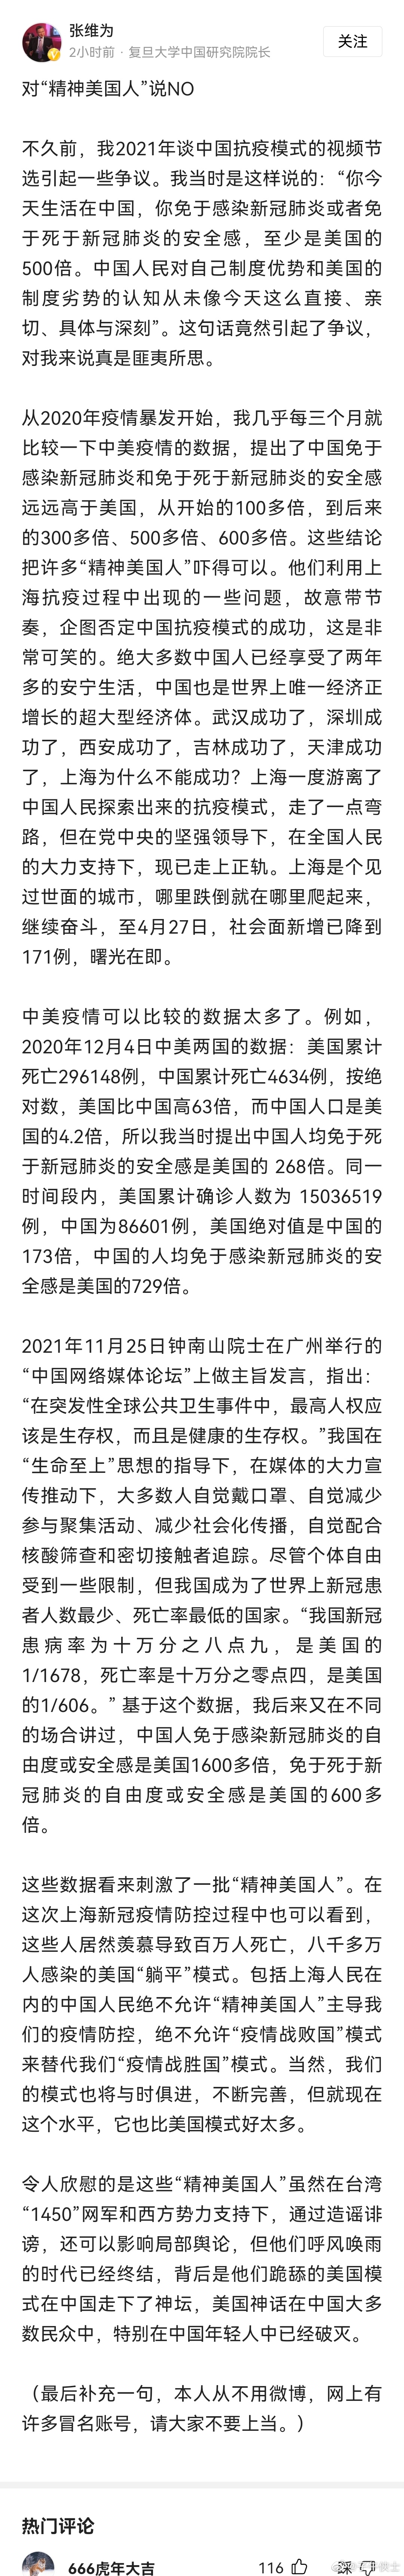 张维为
2小时前 · 复旦大学中国研究院院长
关注
对“精神美国人”说NO
不久前，我2021年谈中国抗疫模式的视频节
选引起一些争议。我当时是这样说的：“你今
天生活在中国，你免于感染新冠肺炎或者免
于死于新冠肺炎的安全感，至少是美国的
500倍。中国人民对自己制度优势和美国的
制度劣势的认知从未像今天这么直接、亲
切、具体与深刻”。这句话竟然引起了争议，
对我来说真是匪夷所思。
从2020年疫情暴发开始，我几乎每三个月就
比较一下中美疫情的数据，提出了中国免于
感染新冠肺炎和免于死于新冠肺炎的安全感
远远高于美国，从开始的100多倍，到后来
的300多倍、500多倍、600多倍。这些结论
把许多“精神美国人”吓得可以。他们利用上
海抗疫过程中出现的一些问题，故意带节
奏，企图否定中国抗疫模式的成功，这是非
常可笑的。绝大多数中国人已经享受了两年
多的安宁生活，中国也是世界上唯一经济正
增长的超大型经济体。武汉成功了，深圳成
功了，西安成功了，吉林成功了，天津成功
了，上海为什么不能成功？上海一度游离了
中国人民探索出来的抗疫模式，走了一点弯
路，但在党中央的坚强领导下，在全国人民
的大力支持下，现已走上正轨。上海是个见
过世面的城市，哪里跌倒就在哪里爬起来，
继续奋斗，至4月27日，社会面新增已降到
171例，曙光在即。
中美疫情可以比较的数据太多了。例如，
2020年12月4日中美两国的数据：美国累计
死亡296148例，中国累计死亡4634例，按绝
对数，美国比中国高63倍，而中国人口是美
国的4.2倍，所以我当时提出中国人均免于死
于新冠肺炎的安全感是美国的 268倍。同一
时间段内，美国累计确诊人数为 15036519
例，中国为86601例，美国绝对值是中国的
173倍，中国的人均免于感染新冠肺炎的安
全感是美国的729倍。
2021年11月25日钟南山院士在广州举行的
“中国网络媒体论坛”上做主旨发言，指出：
“在突发性全球公共卫生事件中，最高人权应
该是生存权，而且是健康的生存权。”我国在
“生命至上”思想的指导下，在媒体的大力宣
传推动下，大多数人自觉戴口罩、自觉减少
参与聚集活动、减少社会化传播，自觉配合
核酸筛查和密切接触者追踪。尽管个体自由
受到一些限制，但我国成为了世界上新冠患
者人数最少、死亡率最低的国家。“我国新冠
患病率为十万分之八点九，是美国的
1/1678，死亡率是十万分之零点四，是美国
的1/606。” 基于这个数据，我后来又在不同
的场合讲过，中国人免于感染新冠肺炎的自
由度或安全感是美国1600多倍，免于死于新
冠肺炎的自由度或安全感是美国的600多
倍。
这些数据看来刺激了一批“精神美国人”。在
这次上海新冠疫情防控过程中也可以看到，
这些人居然羡慕导致百万人死亡，八千多万
人感染的美国“躺平”模式。包括上海人民在
内的中国人民绝不允许“精神美国人”主导我
们的疫情防控，绝不允许“疫情战败国”模式
来替代我们“疫情战胜国”模式。当然，我们
的模式也将与时俱进，不断完善，但就现在
这个水平，它也比美国模式好太多。
令人欣慰的是这些“精神美国人”虽然在台湾
“1450”网军和西方势力支持下，通过造谣诽
谤，还可以影响局部舆论，但他们呼风唤雨
的时代已经终结，背后是他们跪舔的美国模
式在中国走下了神坛，美国神话在中国大多
数民众中，特别在中国年轻人中已经破灭。
（最后补充一句，本人从不用微博，网上有
许多冒名账号，请大家不要上当。）
热门评论
666虎年大吉
116
踩